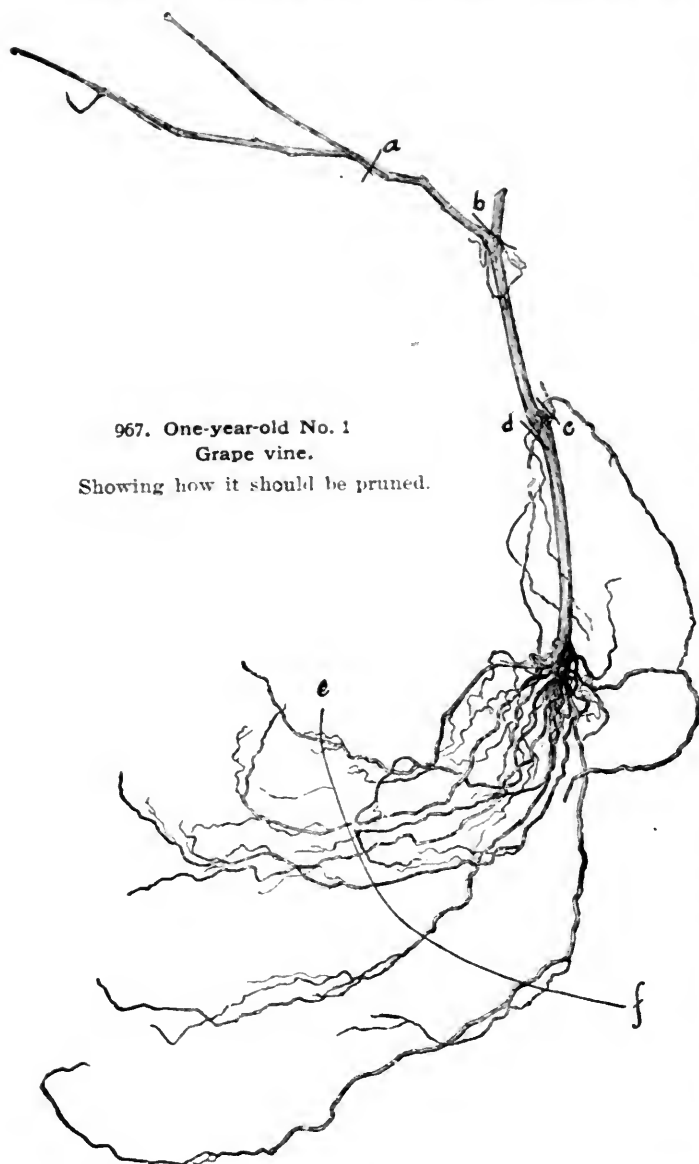 a
b
967. One-year-old No. 1
Grape vine.
Showing how it should be pruned.
d c
e
f